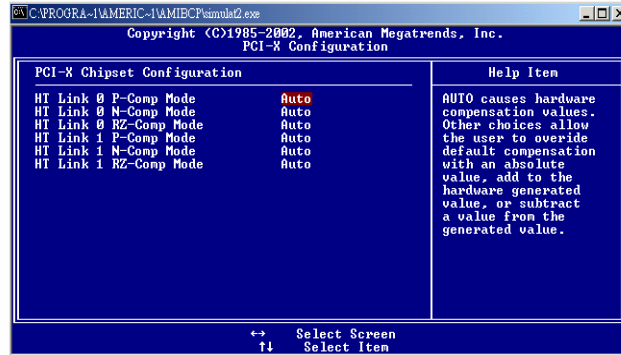 C:\PROGRA~1\AMERIC~1\AMIBCP\simulat2.exe
Copyright (C)1985-2002, American Megatrends, Inc.
PCI-X Configuration
PCI-X Chipset Configuration
HT Link 0 P-Comp Mode Auto
HT Link 0 N-Comp Mode Auto
HT Link 0 RZ-Comp Mode Auto
HT Link 1 P-Comp Mode Auto
HT Link 1 N-Comp Mode Auto
HT Link 1 RZ-Comp Mode Auto
Help Item
AUTO causes hardware
compensation values.
Other choices allow
the user to overide
default compensation
with an absolute
value, add to the
hardware generated
value, or subtract
a value from the
generated value.
↔ Select Screen
↑↓ Select Item